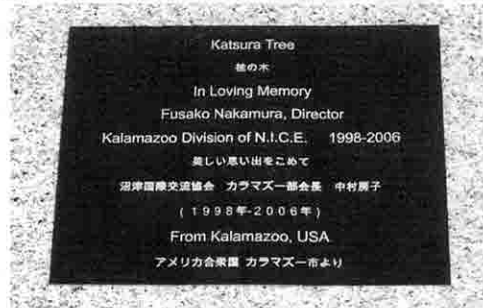 Katsura Tree
桂の木
In Loving Memory
Fusako Nakamura, Director
Kalamazoo Division of N.I.C.E. 1998-2006
美しい思い出をこめて
沼津国際交流協会 カラマズー部会長 中村房子
(1998年-2006年)
From Kalamazoo, USA
アメリカ合衆国 カラマズー市より